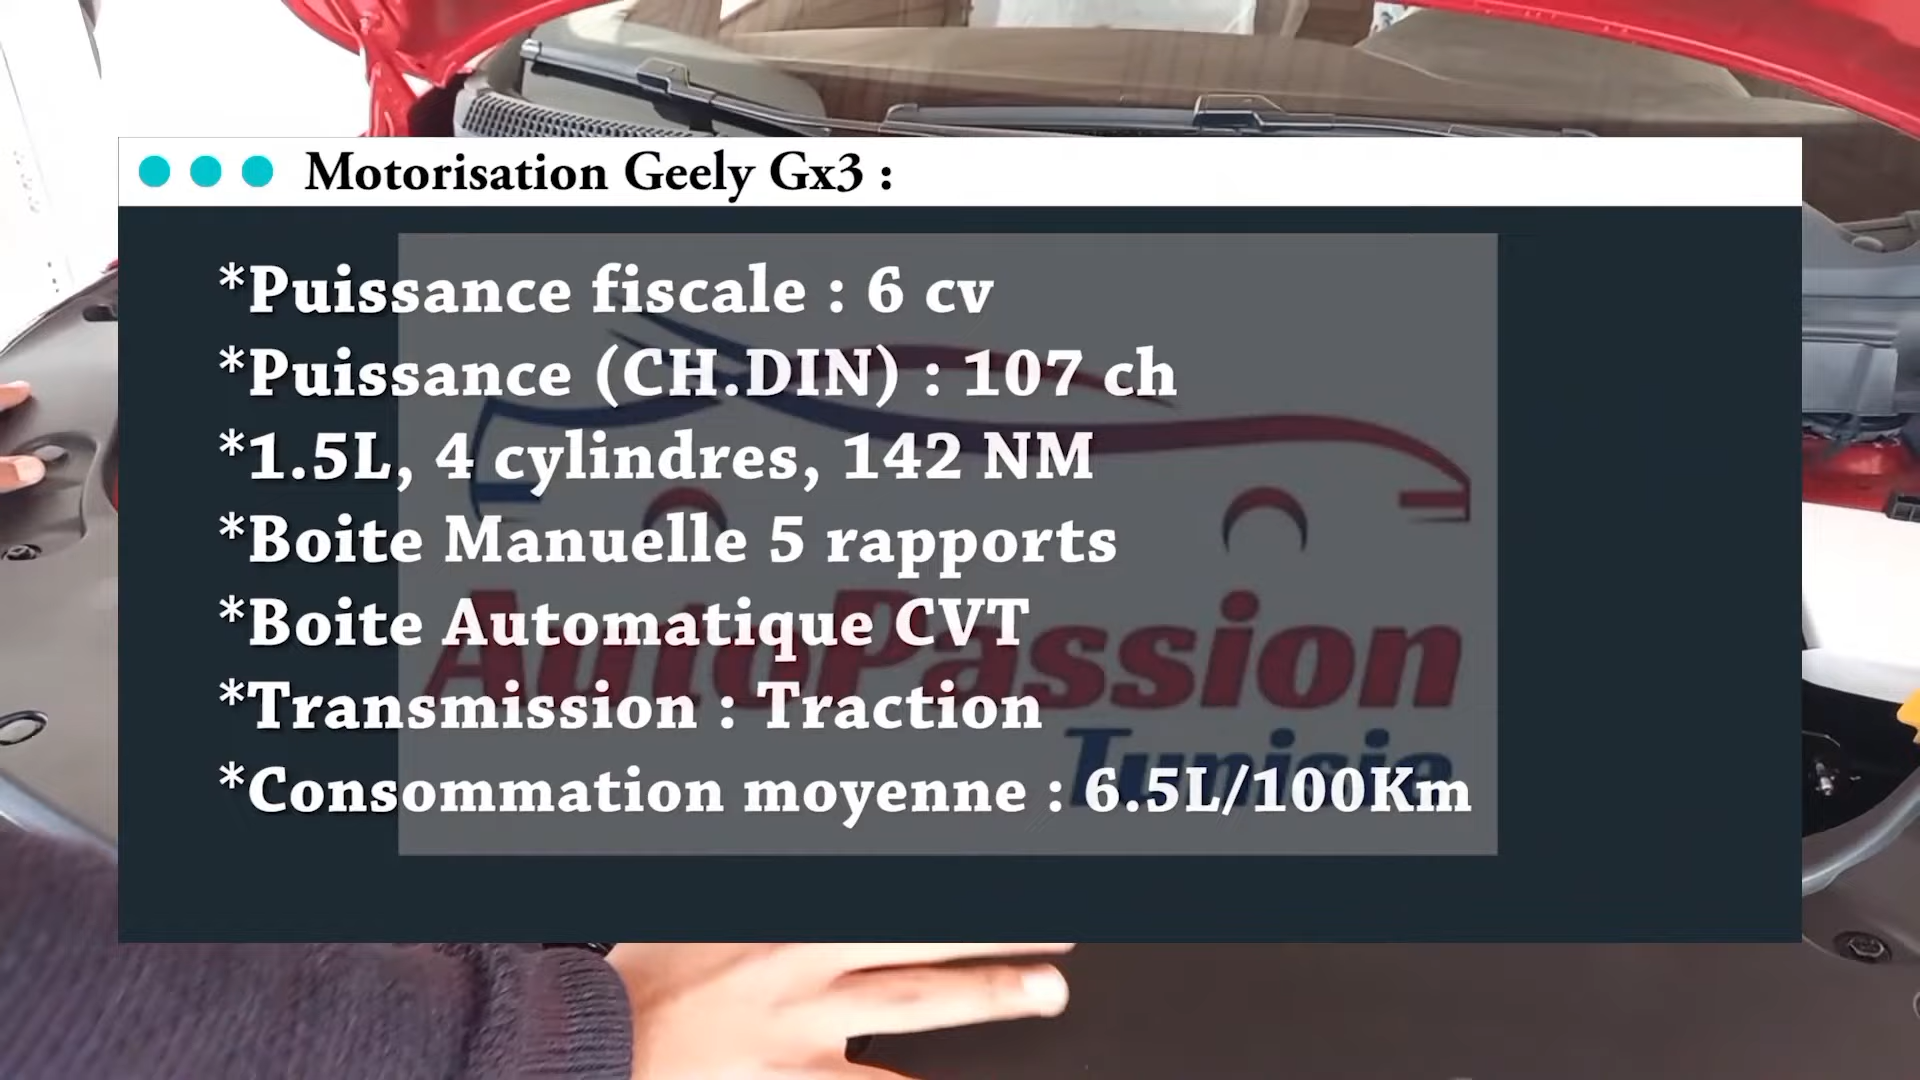 Motorisation Geely Gx3 :
*Puissance fiscale : 6 cv
*Puissance (CH.DIN) : 107 ch
*1.5L, 4 cylindres, 142 NM
*Boite Manuelle 5 rapports
*Boite Automatique CVT
AutoPassion
*Transmission : Traction
Tunisie
*Consommation moyenne : 6.5L/100Km